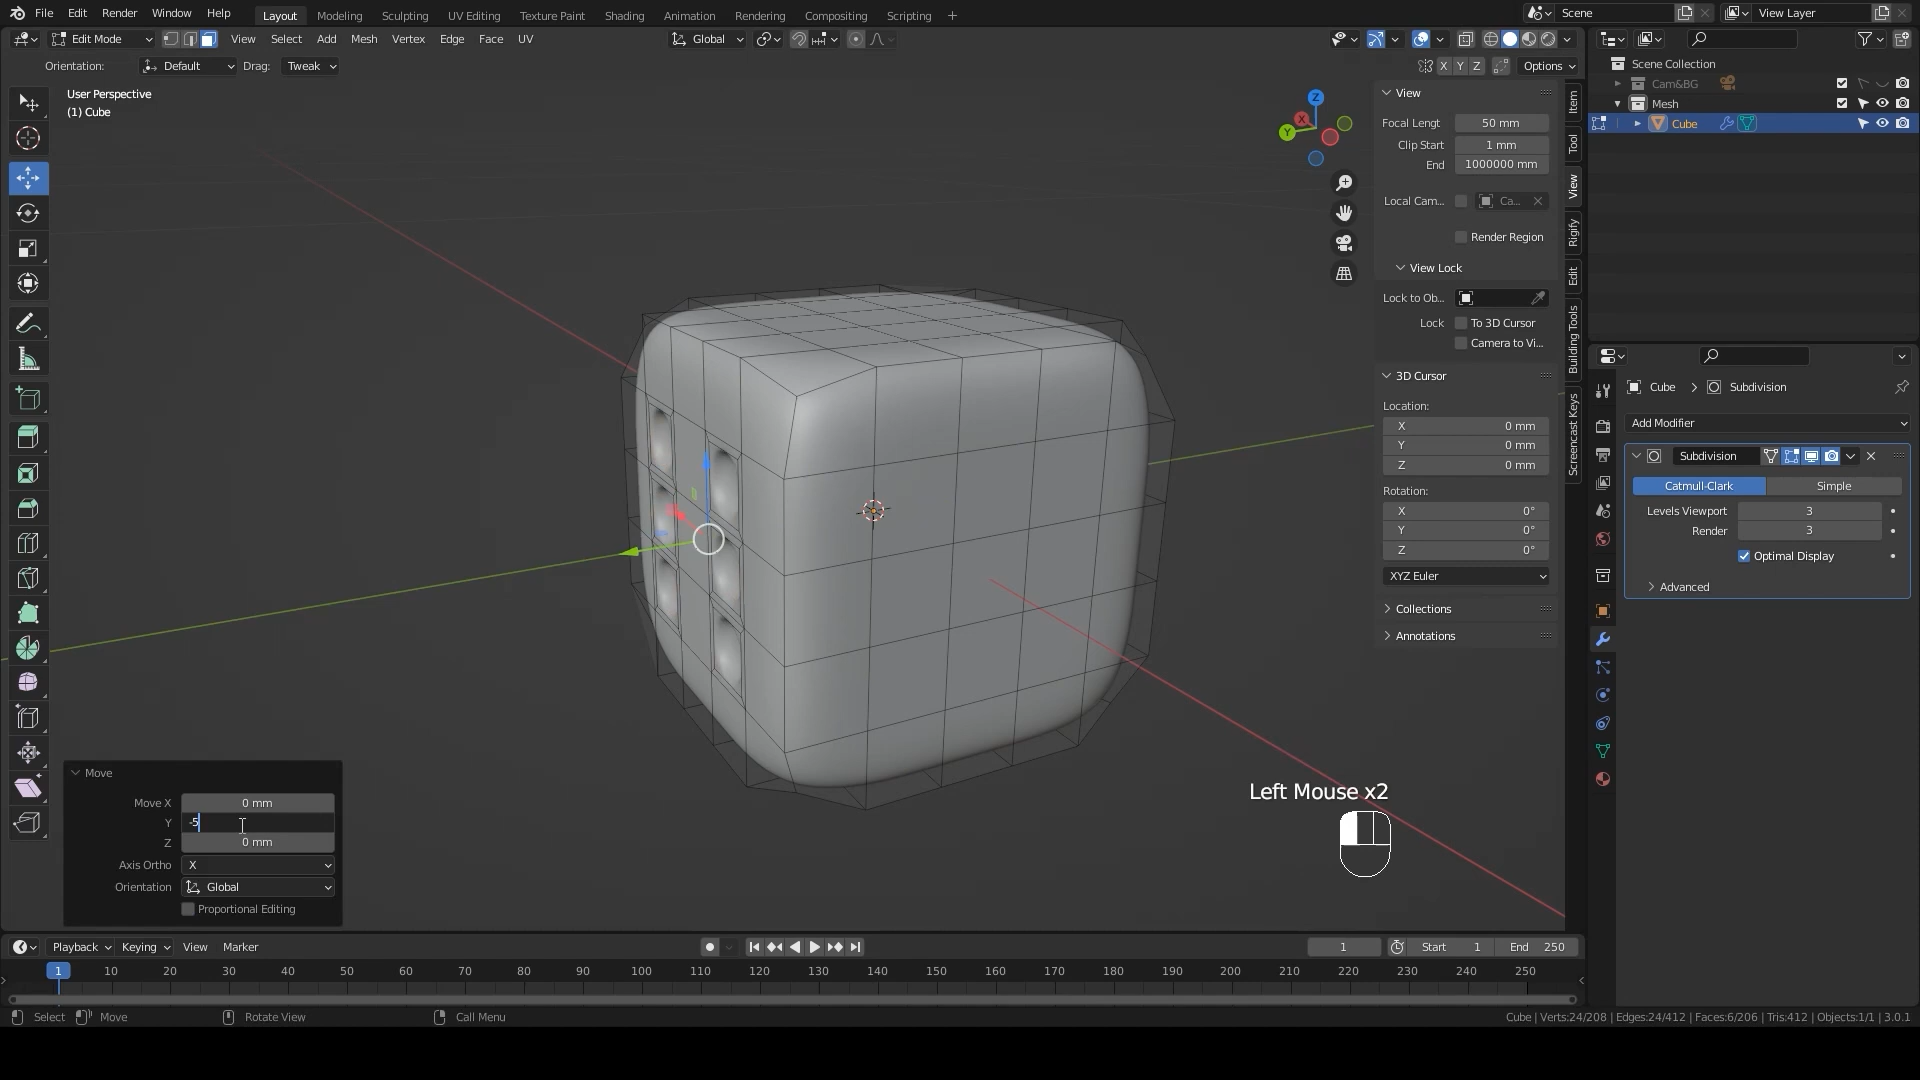 File Edit Render Window Help Layout Modeling Sculpting UV Editing Texture Paint Shading Animation Rendering Compositing Scripting + Scene View Layer
Edit Mode View Select Add Mesh Vertex Edge Face UV Global
Orientation: Default Drag: Tweak X Y Z Options
User Perspective
(1) Cube
Z
X
Y
View
Focal Lengt 50 mm
Clip Start 1 mm
End 1000000 mm
Local Cam... Ca...
Render Region
View Lock
Lock to Ob...
Lock To 3D Cursor
Camera to Vi...
3D Cursor
Location:
X 0 mm
Y 0 mm
Z 0 mm
Rotation:
X 0°
Y 0°
Z 0°
XYZ Euler
Collections
Annotations
Item
Tool
View
Rigify
Edit
Building Tools
Screencast Keys
Scene Collection
Cam&BG
Mesh
Cube
Cube > Subdivision
Add Modifier
Subdivision
Catmull-Clark Simple
Levels Viewport 3
Render 3
Optimal Display
Advanced
Left Mouse x2
Move
Move X 0 mm
Y -5
Z 0 mm
Axis Ortho X
Orientation Global
Proportional Editing
Playback Keying View Marker 1 Start 1 End 250
1 10 20 30 40 50 60 70 80 90 100 110 120 130 140 150 160 170 180 190 200 210 220 230 240 250
Select Move Rotate View Call Menu Cube | Verts:24/208 | Edges:24/412 | Faces:6/206 | Tris:412 | Objects:1/1 | 3.0.1